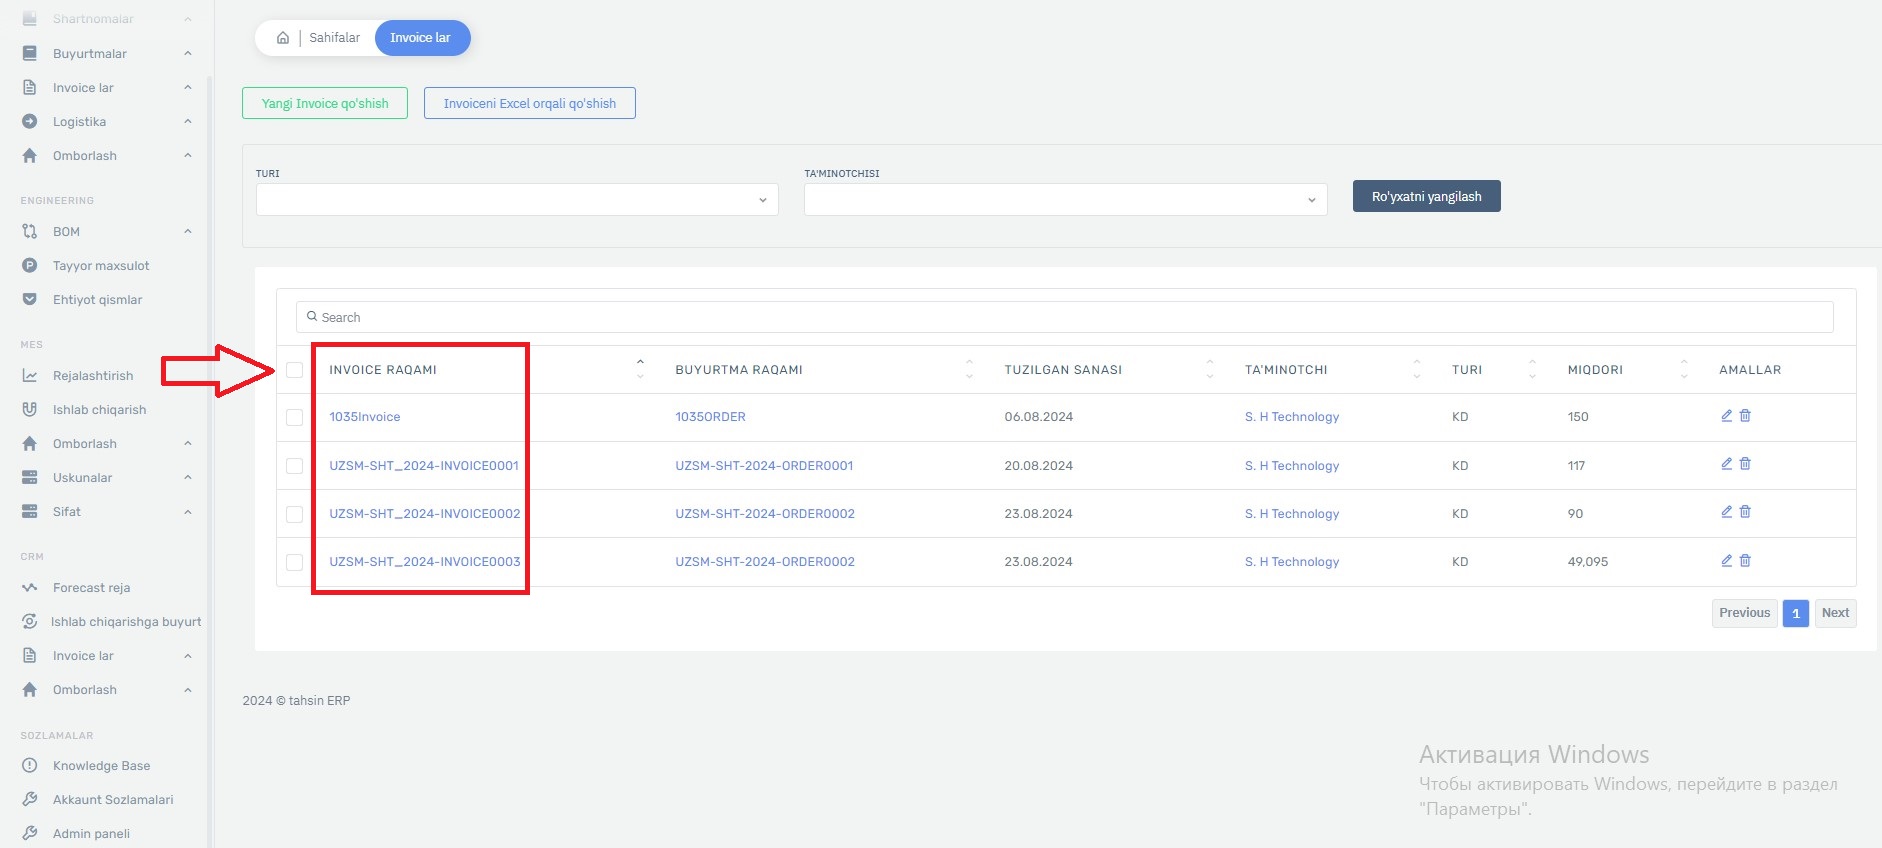 Shartnomalar
Buyurtmalar
Invoice lar
Logistika
Omborlash
ENGINEERING
BOM
Tayyor maxsulot
Ehtiyot qismlar
MES
Rejalashtirish
Ishlab chiqarish
Omborlash
Uskunalar
Sifat
CRM
Forecast reja
Ishlab chiqarishga buyurt
Invoice lar
Omborlash
SOZLAMALAR
Knowledge Base
Akkaunt Sozlamalari
Admin paneli
Sahifalar Invoice lar
Yangi Invoice qo'shish Invoiceni Excel orqali qo'shish
TURI TA'MINOTCHISI
Ro'yxatni yangilash
Search
INVOICE RAQAMI BUYURTMA RAQAMI TUZILGAN SANASI TA'MINOTCHI TURI MIQDORI AMALLAR
1035Invoice 1035ORDER 06.08.2024 S. H Technology KD 150
UZSM-SHT_2024-INVOICE0001 UZSM-SHT-2024-ORDER0001 20.08.2024 S. H Technology KD 117
UZSM-SHT_2024-INVOICE0002 UZSM-SHT-2024-ORDER0002 23.08.2024 S. H Technology KD 90
UZSM-SHT_2024-INVOICE0003 UZSM-SHT-2024-ORDER0002 23.08.2024 S. H Technology KD 49,095
Previous 1 Next
2024 © tahsin ERP
Активация Windows
Чтобы активировать Windows, перейдите в раздел
"Параметры".